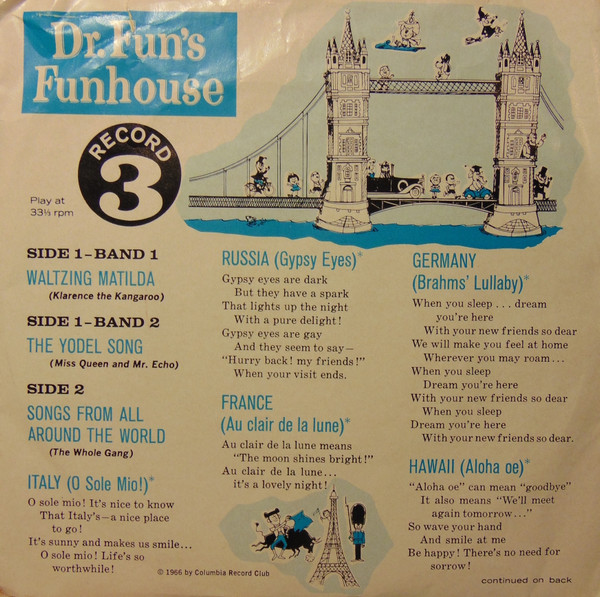 Dr. Fun's
Funhouse
RECORD
3
Play at
33⅓ rpm
SIDE 1–BAND 1
WALTZING MATILDA
(Klarence the Kangaroo)
SIDE 1–BAND 2
THE YODEL SONG
(Miss Queen and Mr. Echo)
SIDE 2
SONGS FROM ALL
AROUND THE WORLD
(The Whole Gang)
ITALY (O Sole Mio!)*
O sole mio! It's nice to know
That Italy's—a nice place
to go!
It's sunny and makes us smile...
O sole mio! Life's so
worthwhile!
RUSSIA (Gypsy Eyes)*
Gypsy eyes are dark
But they have a spark
That lights up the night
With a pure delight!
Gypsy eyes are gay
And they seem to say—
"Hurry back! my friends!"
When your visit ends.
FRANCE
(Au clair de la lune)*
Au clair de la lune means
"The moon shines bright!"
Au clair de la lune...
it's a lovely night!
© 1966 by Columbia Record Club
GERMANY
(Brahms' Lullaby)*
When you sleep ... dream
you're here
With your new friends so dear
We will make you feel at home
Wherever you may roam...
When you sleep
Dream you're here
With your new friends so dear
When you sleep
Dream you're here
With your new friends so dear.
HAWAII (Aloha oe)*
"Aloha oe" can mean "goodbye"
It also means "We'll meet
again tomorrow..."
So wave your hand
And smile at me
Be happy! There's no need for
sorrow!
continued on back